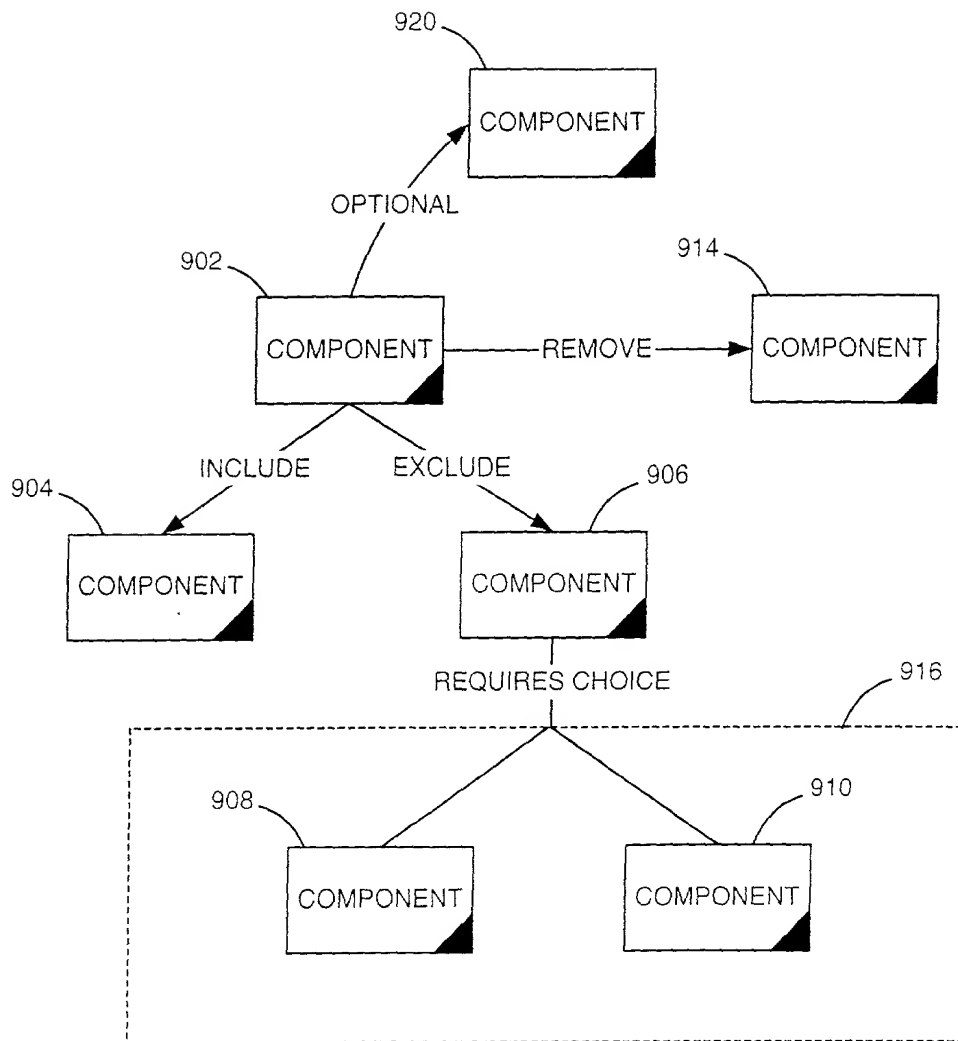 920
COMPONENT
OPTIONAL
902
914
COMPONENT
REMOVE
COMPONENT
INCLUDE
EXCLUDE
904
906
COMPONENT
COMPONENT
REQUIRES CHOICE
916
908
910
COMPONENT
COMPONENT